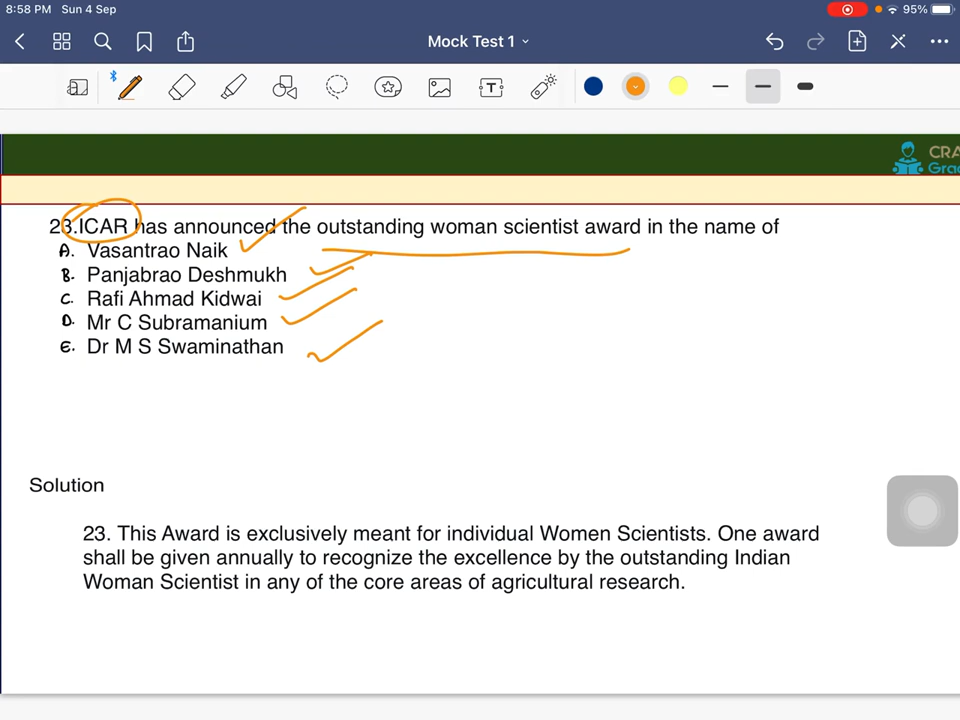 8:58 PM Sun 4 Sep
95%
Mock Test 1
T
CRA
Grad
23.ICAR has announced the outstanding woman scientist award in the name of
A. Vasantrao Naik
B. Panjabrao Deshmukh
C. Rafi Ahmad Kidwai
D. Mr C Subramanium
E. Dr M S Swaminathan
Solution
23. This Award is exclusively meant for individual Women Scientists. One award
shall be given annually to recognize the excellence by the outstanding Indian
Woman Scientist in any of the core areas of agricultural research.